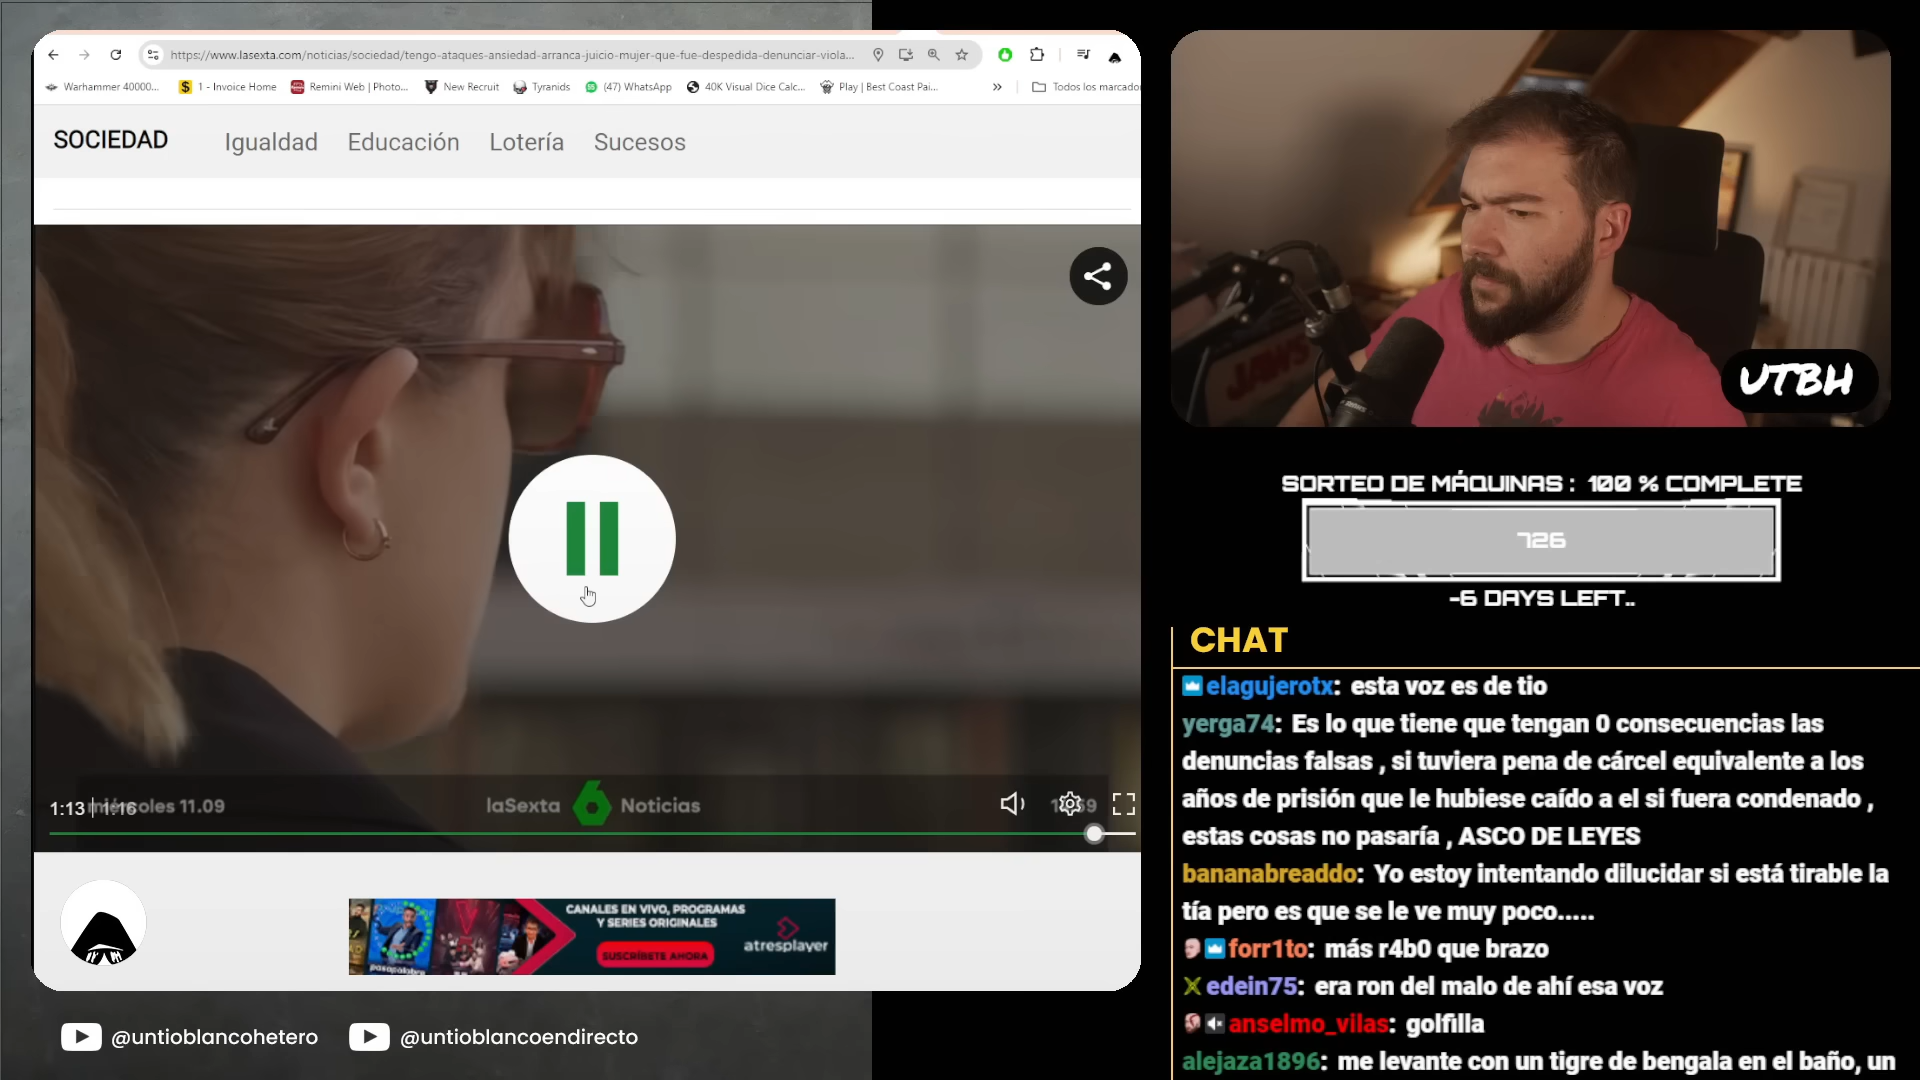 https://www.lasexta.com/noticias/sociedad/tengo-ataques-ansiedad-arranca-juicio-mujer-que-fue-despedida-denunciar-viola...
Warhammer 40000... 1 - Invoice Home Remini Web | Photo... New Recruit Tyranids (47) WhatsApp 40K Visual Dice Calc... Play | Best Coast Pai... » Todos los marcado
SOCIEDAD Igualdad Educación Lotería Sucesos
1:13 | 1:16
laSexta 6 Noticias
CANALES EN VIVO, PROGRAMAS
Y SERIES ORIGINALES
SUSCRÍBETE AHORA
atresplayer
pasapalabra
@untioblancohetero @untioblancoendirecto
JAWS
UTBH
SORTEO DE MÁQUINAS : 100 % COMPLETE
726
-6 DAYS LEFT..
CHAT
elagujerotx: esta voz es de tio
yerga74: Es lo que tiene que tengan 0 consecuencias las
denuncias falsas , si tuviera pena de cárcel equivalente a los
años de prisión que le hubiese caído a el si fuera condenado ,
estas cosas no pasaría , ASCO DE LEYES
bananabreaddo: Yo estoy intentando dilucidar si está tirable la
tía pero es que se le ve muy poco.....
forr1to: más r4b0 que brazo
edein75: era ron del malo de ahí esa voz
anselmo_vilas: golfilla
alejaza1896: me levante con un tigre de bengala en el baño, un